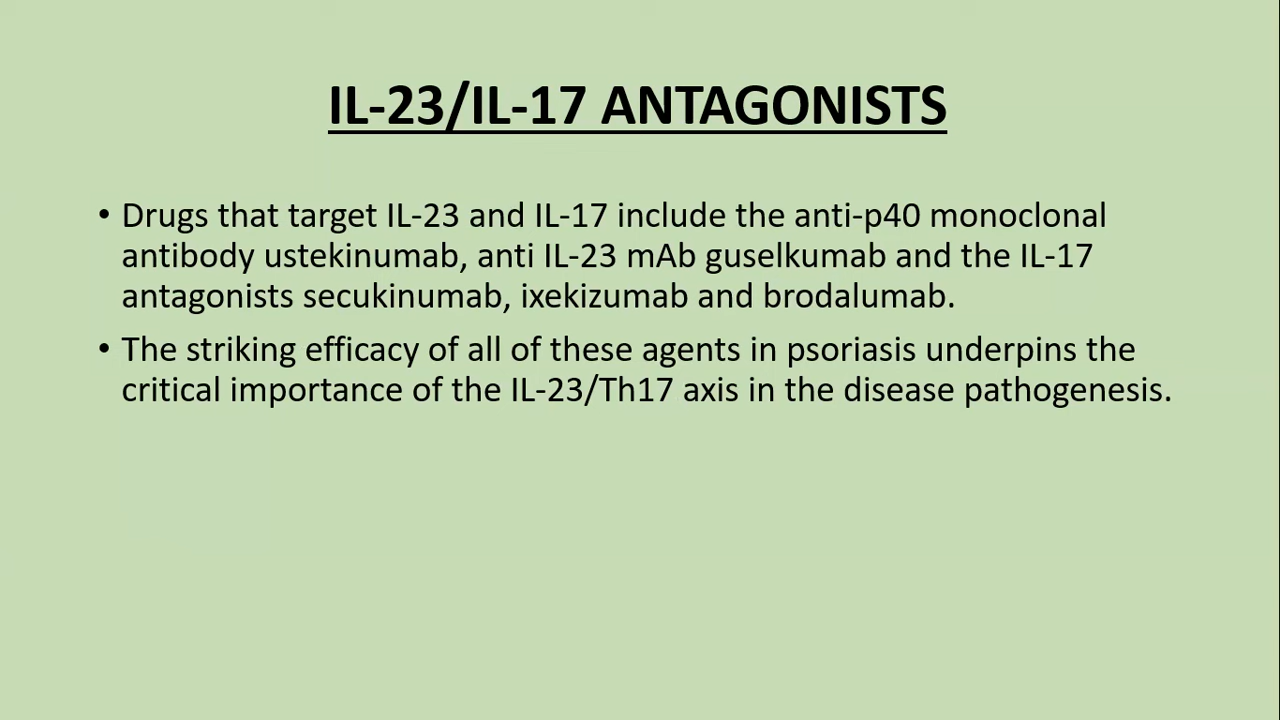 IL-23/IL-17 ANTAGONISTS
• Drugs that target IL-23 and IL-17 include the anti-p40 monoclonal
antibody ustekinumab, anti IL-23 mAb guselkumab and the IL-17
antagonists secukinumab, ixekizumab and brodalumab.
• The striking efficacy of all of these agents in psoriasis underpins the
critical importance of the IL-23/Th17 axis in the disease pathogenesis.